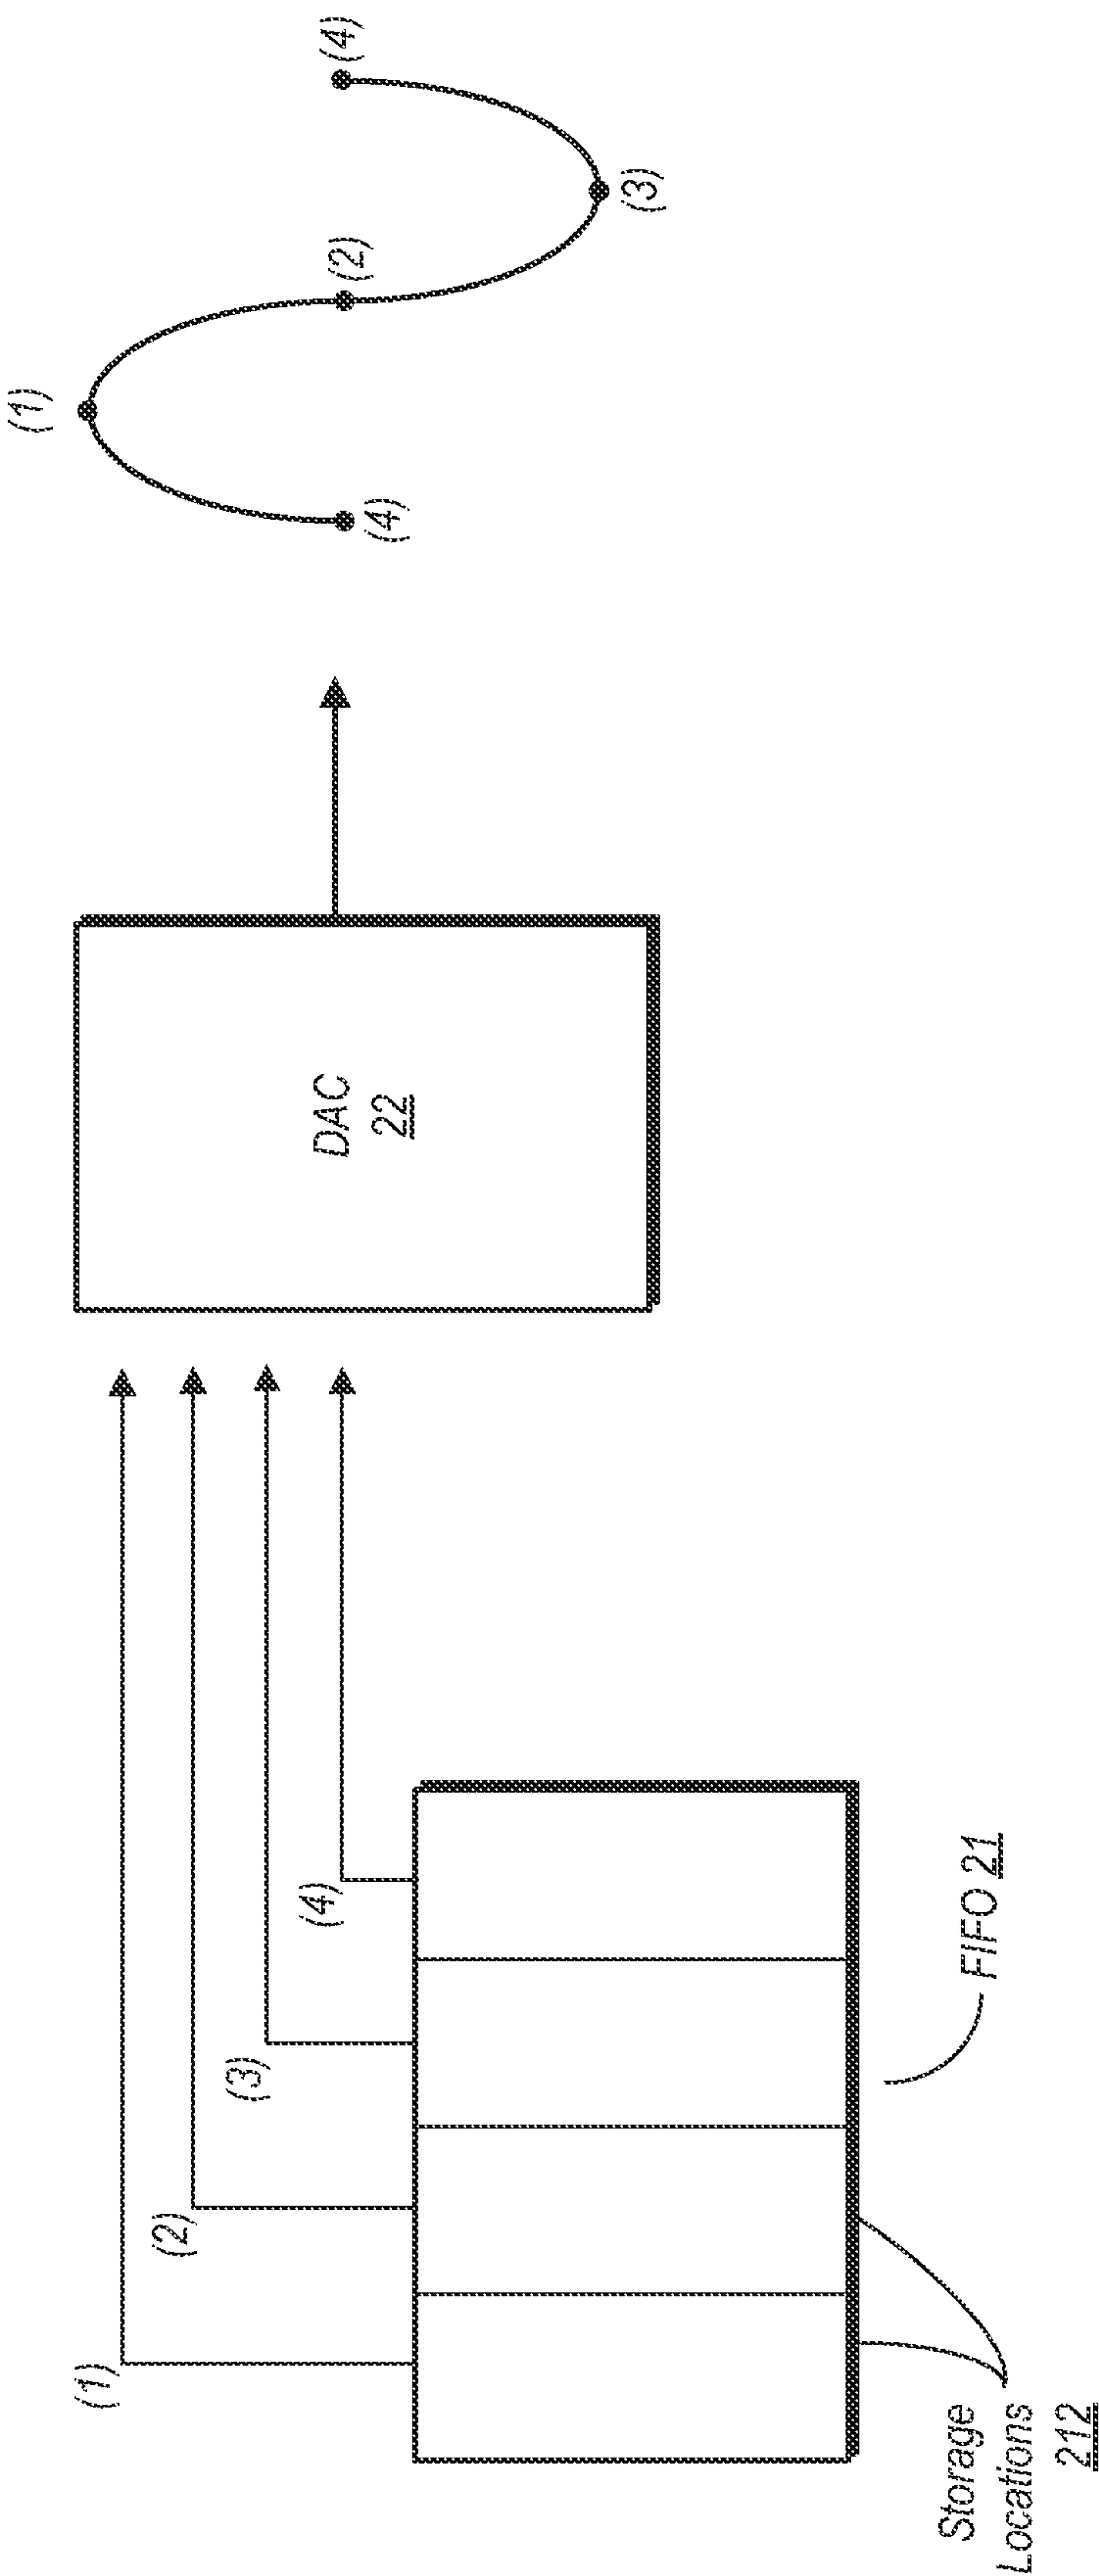 (1)
(2)
(3)
(4)
Storage
Locations
212
FIFO 21
DAC
22
(4)
(1)
(2)
(3)
(4)